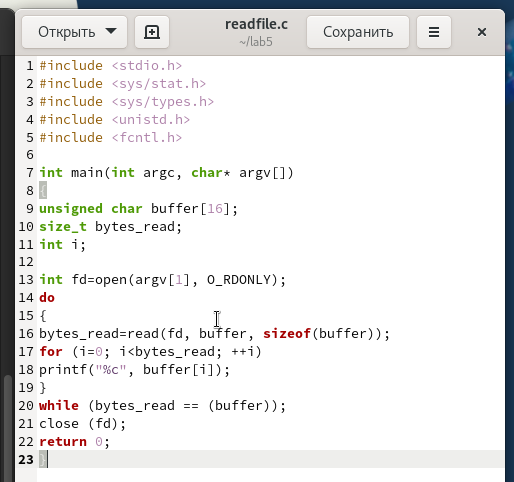 Открыть
readfile.c
~/lab5
Сохранить
1 #include <stdio.h>
2 #include <sys/stat.h>
3 #include <sys/types.h>
4 #include <unistd.h>
5 #include <fcntl.h>
6
7 int main(int argc, char* argv[])
8 {
9 unsigned char buffer[16];
10 size_t bytes_read;
11 int i;
12
13 int fd=open(argv[1], O_RDONLY);
14 do
15 {
16 bytes_read=read(fd, buffer, sizeof(buffer));
17 for (i=0; i<bytes_read; ++i)
18 printf("%c", buffer[i]);
19 }
20 while (bytes_read == (buffer));
21 close (fd);
22 return 0;
23 }